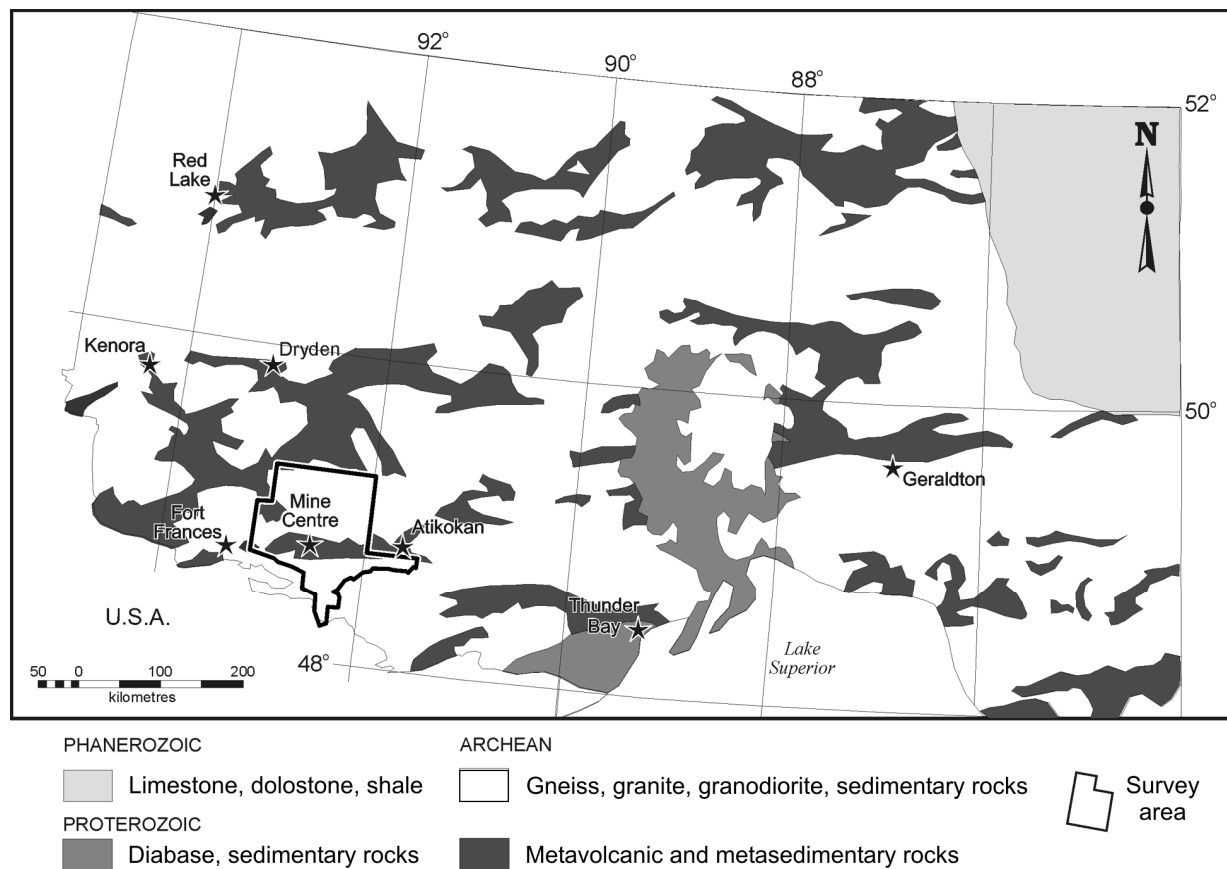 92°
90°
88°
52°
N
Red
Lake
Kenora
Dryden
50°
Geraldton
Mine
Centre
Fort
Frances
Atikokan
U.S.A.
Thunder
Bay
Lake
Superior
48°
50 0 100 200
kilometres
PHANEROZOIC
Limestone, dolostone, shale
PROTEROZOIC
Diabase, sedimentary rocks
ARCHEAN
Gneiss, granite, granodiorite, sedimentary rocks
Metavolcanic and metasedimentary rocks
Survey
area